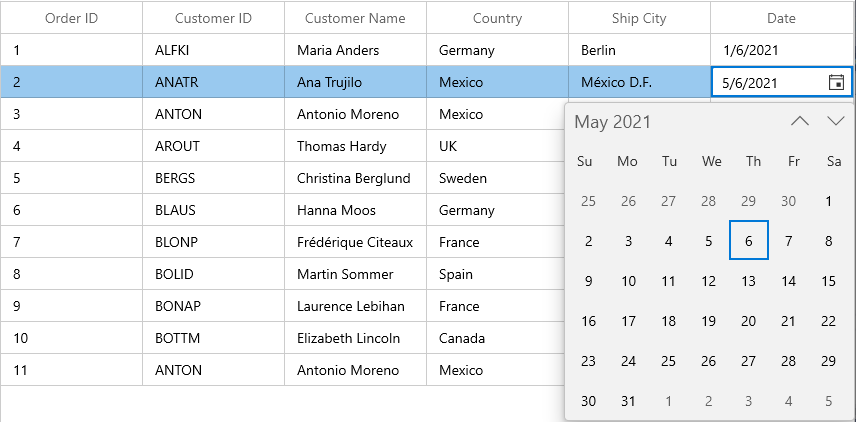 Order ID Customer ID Customer Name Country Ship City Date
1 ALFKI Maria Anders Germany Berlin 1/6/2021
2 ANATR Ana Trujilo Mexico México D.F. 5/6/2021
3 ANTON Antonio Moreno Mexico
4 AROUT Thomas Hardy UK
5 BERGS Christina Berglund Sweden
6 BLAUS Hanna Moos Germany
7 BLONP Frédérique Citeaux France
8 BOLID Martin Sommer Spain
9 BONAP Laurence Lebihan France
10 BOTTM Elizabeth Lincoln Canada
11 ANTON Antonio Moreno Mexico
May 2021
Su Mo Tu We Th Fr Sa
25 26 27 28 29 30 1
2 3 4 5 6 7 8
9 10 11 12 13 14 15
16 17 18 19 20 21 22
23 24 25 26 27 28 29
30 31 1 2 3 4 5